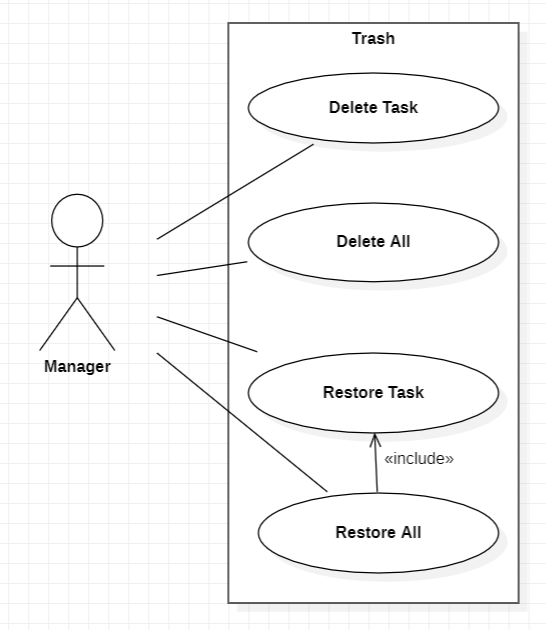 Trash
Delete Task
Delete All
Manager
Restore Task
«include»
Restore All